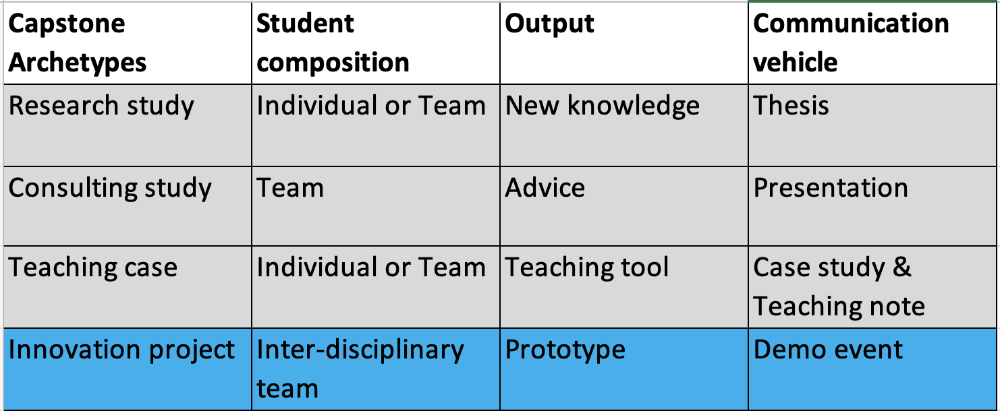 Capstone Archetypes
Student composition
Output
Communication vehicle
Research study
Individual or Team
New knowledge
Thesis
Consulting study
Team
Advice
Presentation
Teaching case
Individual or Team
Teaching tool
Case study &
Teaching note
Innovation project
Inter-disciplinary
team
Prototype
Demo event